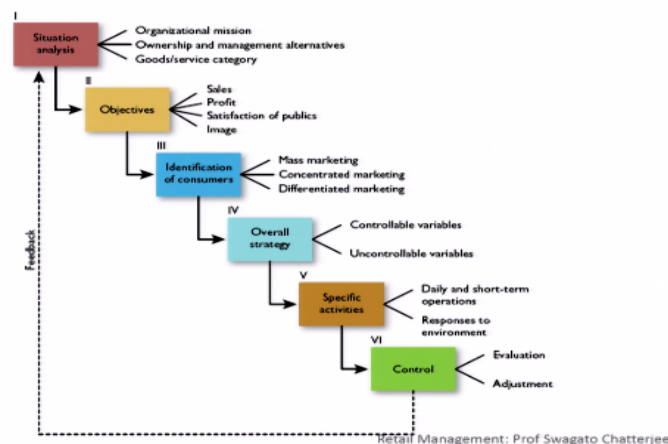 I
Situation
analysis
Organizational mission
Ownership and management alternatives
Goods/service category
II
Objectives
Sales
Profit
Satisfaction of publics
Image
III
Identification
of consumers
Mass marketing
Concentrated marketing
Differentiated marketing
IV
Overall
strategy
Controllable variables
Uncontrollable variables
V
Specific
activities
Daily and short-term
operations
Responses to
environment
VI
Control
Evaluation
Adjustment
Feedback
Retail Management: Prof Swagato Chatterjee